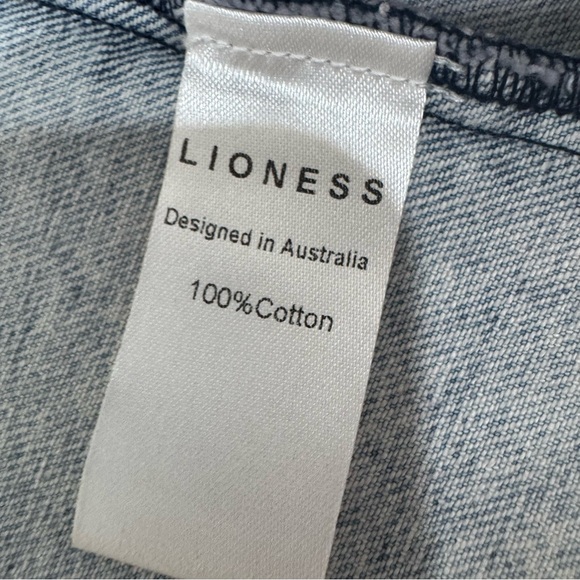 LIONESS
Designed in Australia
100%Cotton